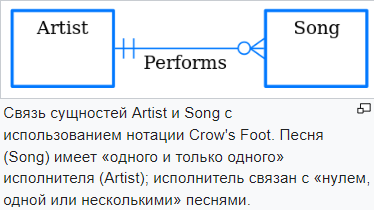 Artist
Song
Performs
Связь сущностей Artist и Song с
использованием нотации Crow's Foot. Песня
(Song) имеет «одного и только одного»
исполнителя (Artist); исполнитель связан с «нулем,
одной или несколькими» песнями.